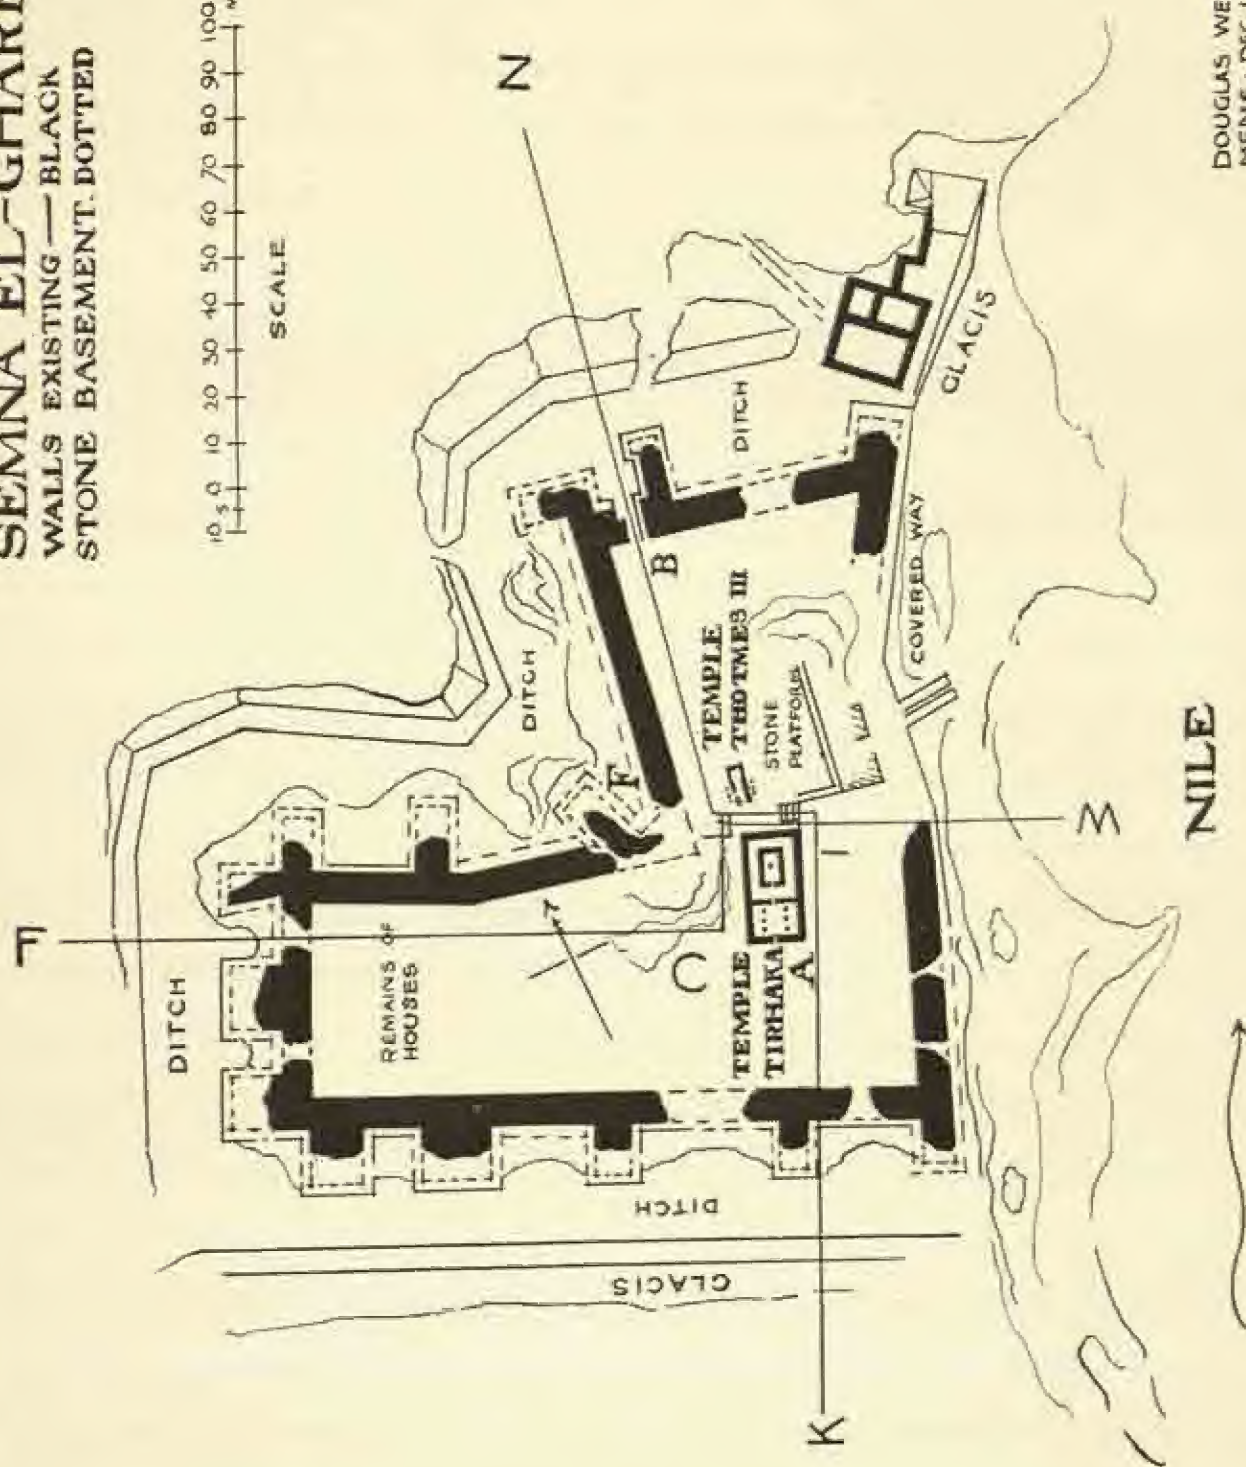 SEMNA EL-GHAR
WALLS EXISTING — BLACK
STONE BASEMENT. DOTTED
10 5 0 10 20 30 40 50 60 70 80 90 100
SCALE
N
DITCH
GLACIS
COVERED WAY
B
TEMPLE
THOTMES III
STONE
PLATFORM
DITCH
F
M
NILE
F
DITCH
REMAINS OF
HOUSES
C
TEMPLE
TIRHAKA
A
DITCH
GLACIS
K
DOUGLAS WE